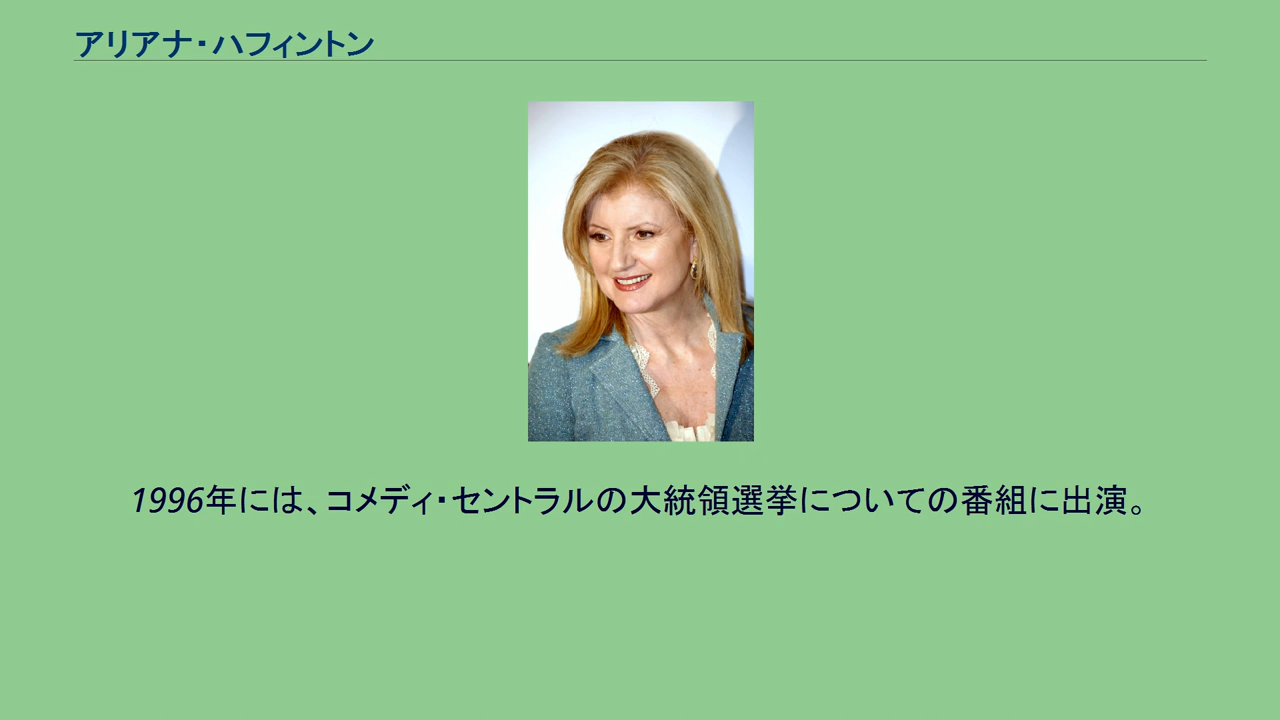 アリアナ・ハフィントン
1996年には、コメディ・セントラルの大統領選挙についての番組に出演。